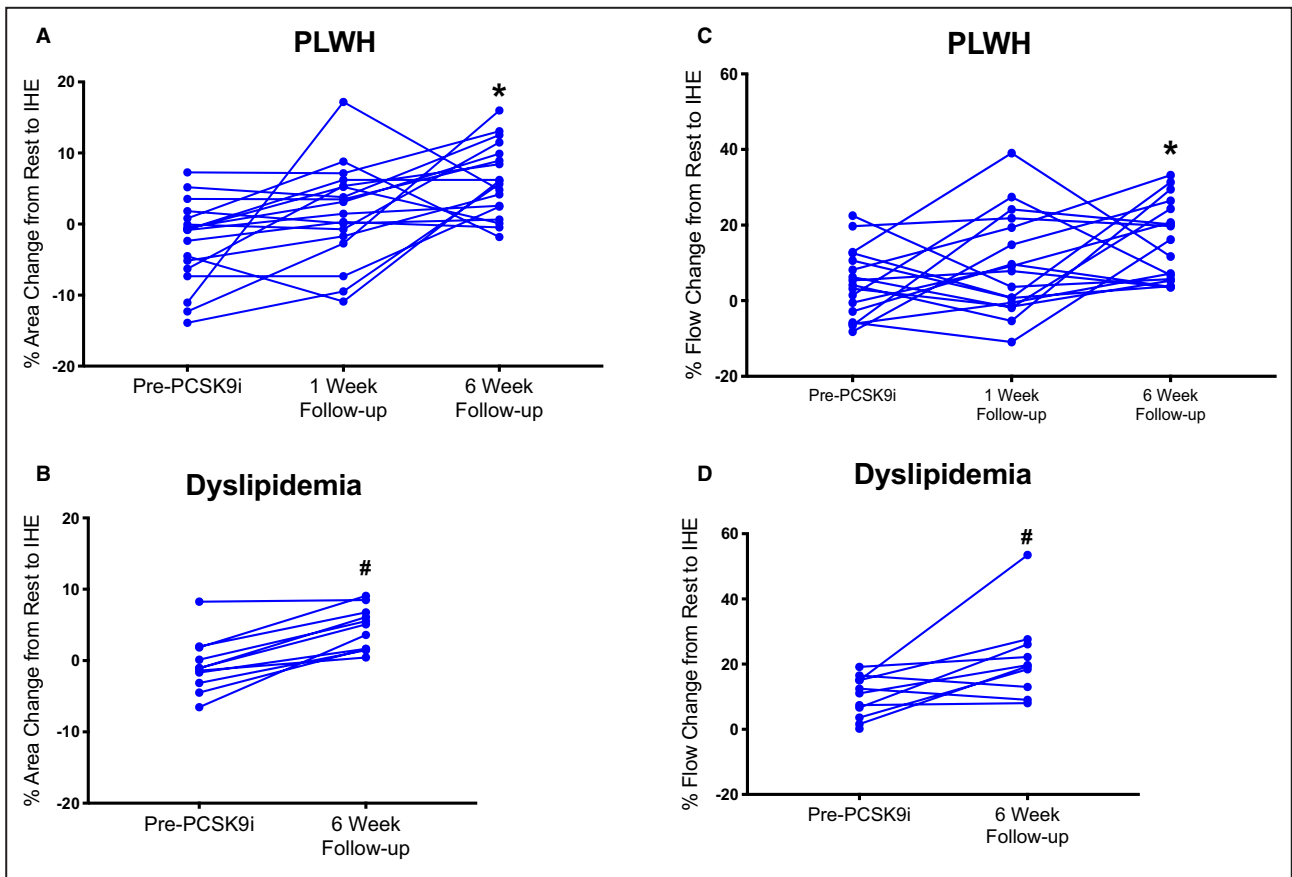 A
PLWH
% Area Change from Rest to IHE
20
*
10
0
-10
-20
Pre-PCSK9i
1 Week
Follow-up
6 Week
Follow-up
C
PLWH
% Flow Change from Rest to IHE
60
40
*
20
0
-20
Pre-PCSK9i
1 Week
Follow-up
6 Week
Follow-up
B
Dyslipidemia
% Area Change from Rest to IHE
20
#
10
0
-10
-20
Pre-PCSK9i
6 Week
Follow-up
D
Dyslipidemia
% Flow Change from Rest to IHE
60
#
40
20
0
-20
Pre-PCSK9i
6 Week
Follow-up